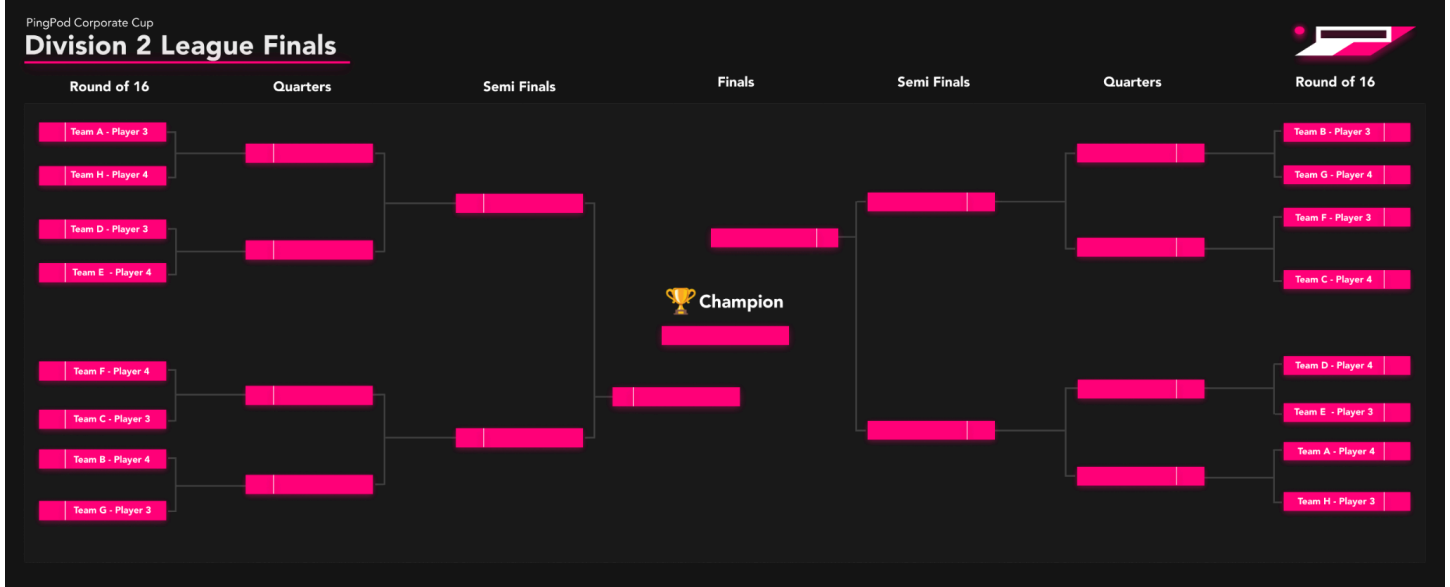 PingPod Corporate Cup
Division 2 League Finals
Round of 16
Quarters
Semi Finals
Finals
Semi Finals
Quarters
Round of 16
Team A - Player 3
Team H - Player 4
Team D - Player 3
Team E  - Player 4
Team F - Player 4
Team C - Player 3
Team B - Player 4
Team G - Player 3
Champion
Team B - Player 3
Team G - Player 4
Team F - Player 3
Team C - Player 4
Team D - Player 4
Team E  - Player 3
Team A - Player 4
Team H - Player 3